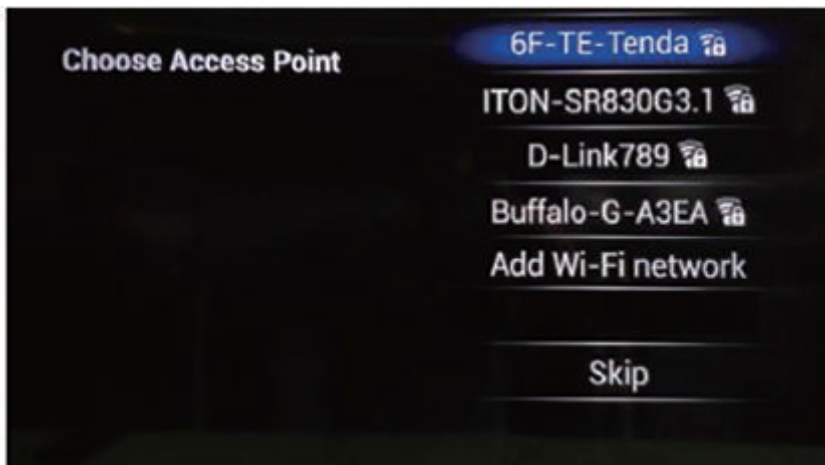 Choose Access Point
6F-TE-Tenda
ITON-SR830G3.1
D-Link789
Buffalo-G-A3EA
Add Wi-Fi network
Skip